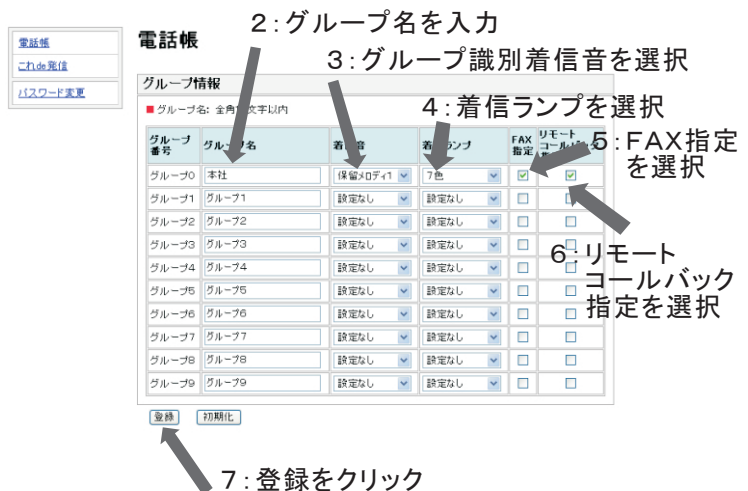 電話帳
これde発信
パスワード変更
電話帳
2:グループ名を入力
3:グループ識別着信音を選択
グループ情報
■グループ名: 全角 文字以内
4:着信ランプを選択
グループ番号 グループ名 着信音 着信ランプ FAX指定 リモートコールバック
5:FAX指定
を選択
グループ0 本社 保留メロディ1 7色
グループ1 グループ1 設定なし 設定なし
グループ2 グループ2 設定なし 設定なし
グループ3 グループ3 設定なし 設定なし
6:リモート
コールバック
指定を選択
グループ4 グループ4 設定なし 設定なし
グループ5 グループ5 設定なし 設定なし
グループ6 グループ6 設定なし 設定なし
グループ7 グループ7 設定なし 設定なし
グループ8 グループ8 設定なし 設定なし
グループ9 グループ9 設定なし 設定なし
登録 初期化
7:登録をクリック